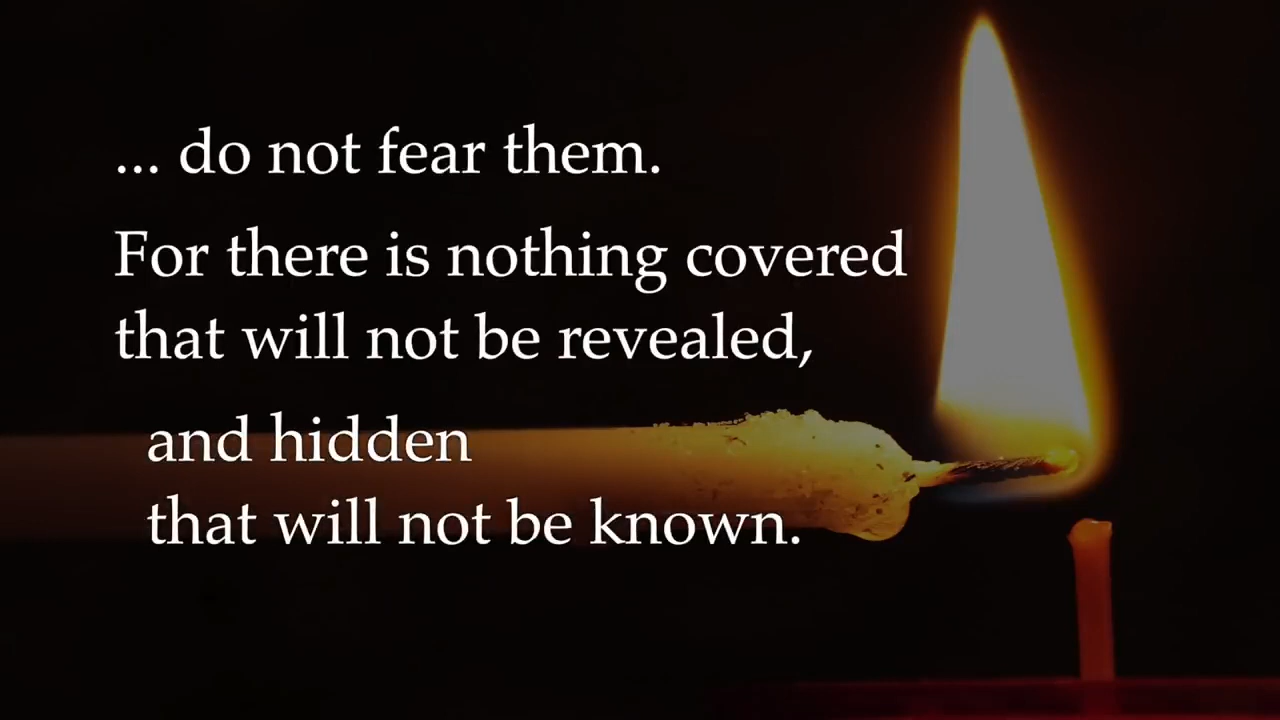 ... do not fear them.
For there is nothing covered
that will not be revealed,
and hidden
that will not be known.